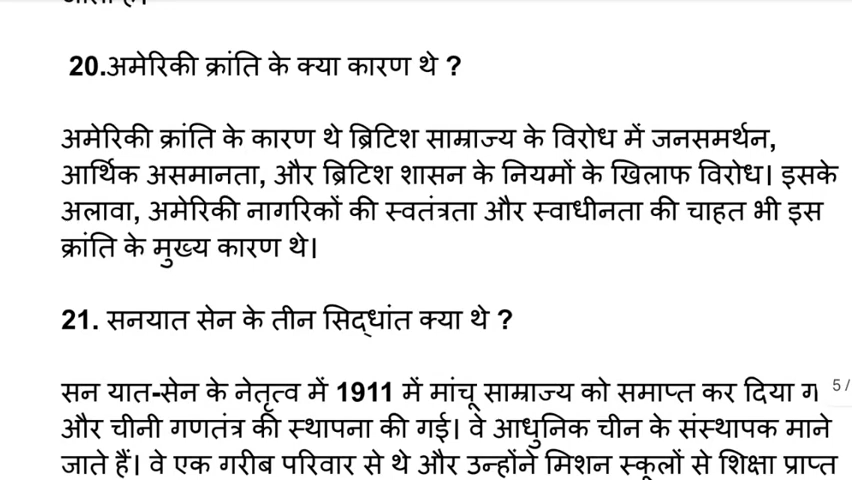 20.अमेरिकी क्रांति के क्या कारण थे ?
अमेरिकी क्रांति के कारण थे ब्रिटिश साम्राज्य के विरोध में जनसमर्थन,
आर्थिक असमानता, और ब्रिटिश शासन के नियमों के खिलाफ विरोध। इसके
अलावा, अमेरिकी नागरिकों की स्वतंत्रता और स्वाधीनता की चाहत भी इस
क्रांति के मुख्य कारण थे।
21. सनयात सेन के तीन सिद्धांत क्या थे ?
सन यात-सेन के नेतृत्व में 1911 में मांचू साम्राज्य को समाप्त कर दिया
5 /
और चीनी गणतंत्र की स्थापना की गई। वे आधुनिक चीन के संस्थापक माने
जाते हैं। वे एक गरीब परिवार से थे और उन्होंने मिशन स्कूलों से शिक्षा प्राप्त